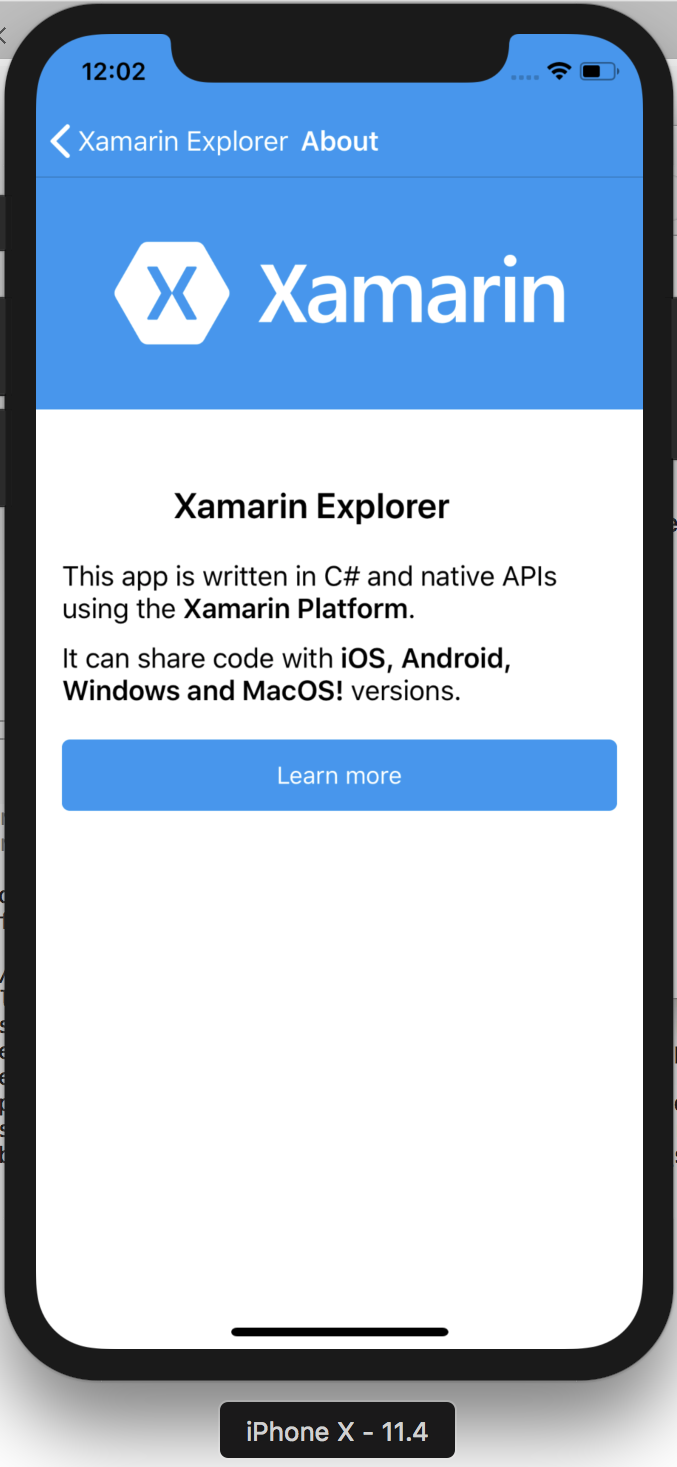 12:02
Xamarin Explorer About
X Xamarin
Xamarin Explorer
This app is written in C# and native APIs
using the Xamarin Platform.
It can share code with iOS, Android,
Windows and MacOS! versions.
Learn more
iPhone X - 11.4